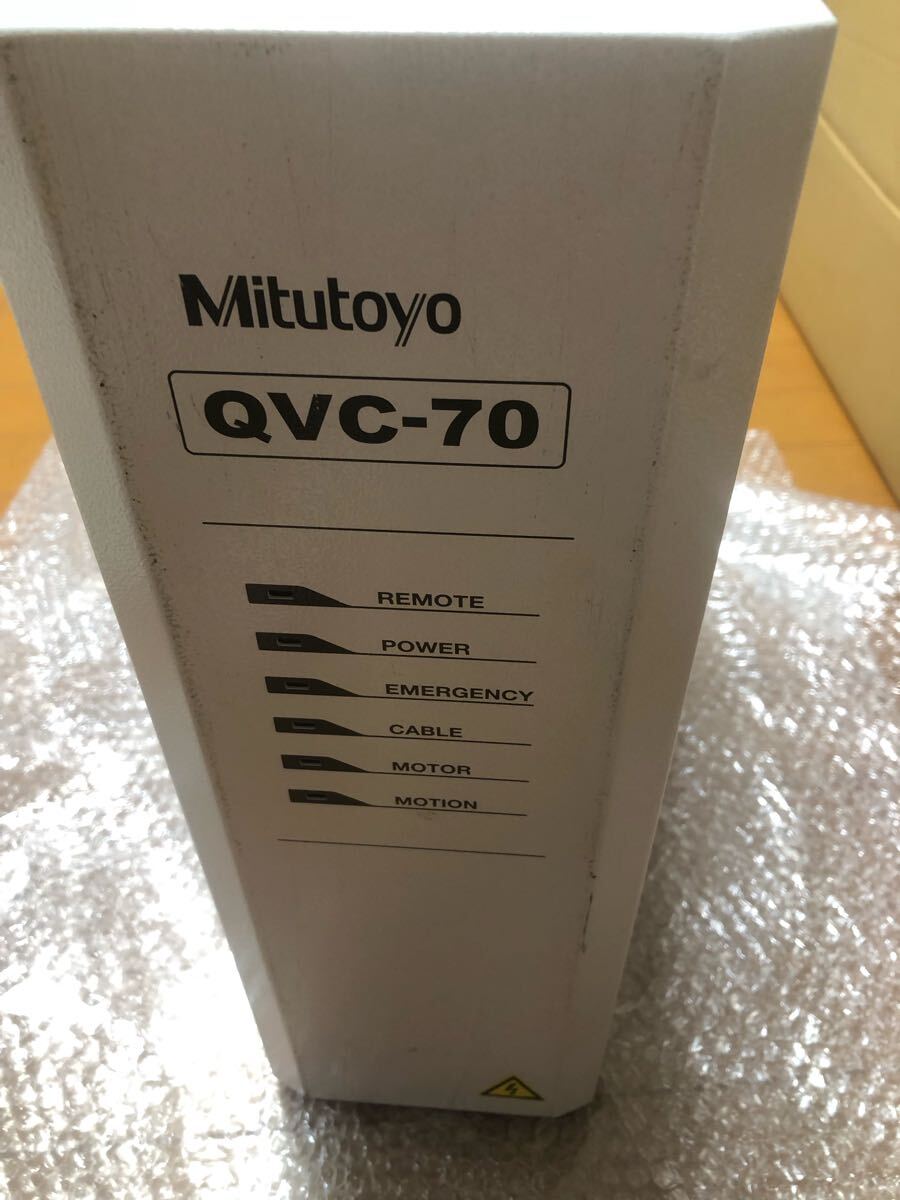 Mitutoyo
QVC-70
REMOTE
POWER
EMERGENCY
CABLE
MOTOR
MOTION